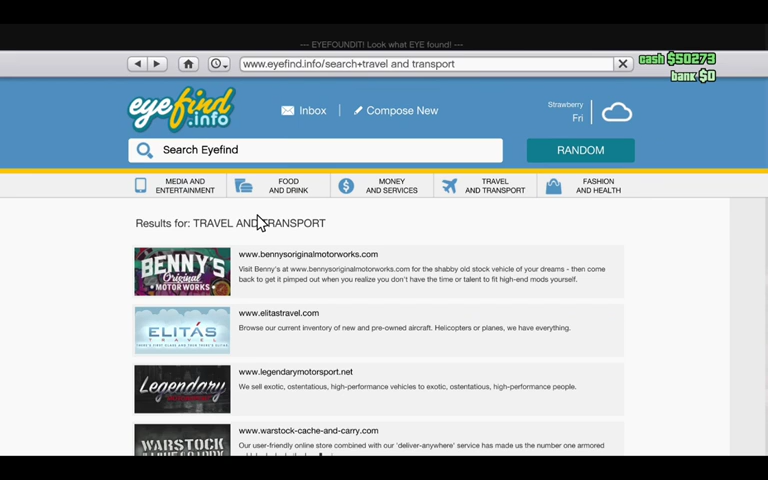 --- EYEFOUNDIT! Look what EYE found! ---
www.eyefind.info/search+travel and transport
cash $50273
bank $0
eyefind
.info
Inbox
Compose New
Strawberry
Fri
Search Eyefind
RANDOM
MEDIA AND
ENTERTAINMENT
FOOD
AND DRINK
MONEY
AND SERVICES
TRAVEL
AND TRANSPORT
FASHION
AND HEALTH
Results for: TRAVEL AND TRANSPORT
BENNY'S
Original
MOTOR WORKS
www.bennysoriginalmotorworks.com
Visit Benny's at www.bennysoriginalmotorworks.com for the shabby old stock vehicle of your dreams - then come
back to get it pimped out when you realize you don't have the time or talent to fit high-end mods yourself.
ELITÁS
TRAVEL
www.elitastravel.com
Browse our current inventory of new and pre-owned aircraft. Helicopters or planes, we have everything.
Legendary
www.legendarymotorsport.net
We sell exotic, ostentatious, high-performance vehicles to exotic, ostentatious, high-performance people.
WARSTOCK
www.warstock-cache-and-carry.com
Our user-friendly online store combined with our 'deliver-anywhere' service has made us the number one armored